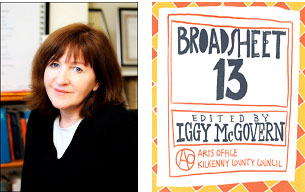 BROADSHEET
13
EDITED BY
IGGY McGOVERN
ARTS OFFICE
KILKENNY COUNTY COUNCIL